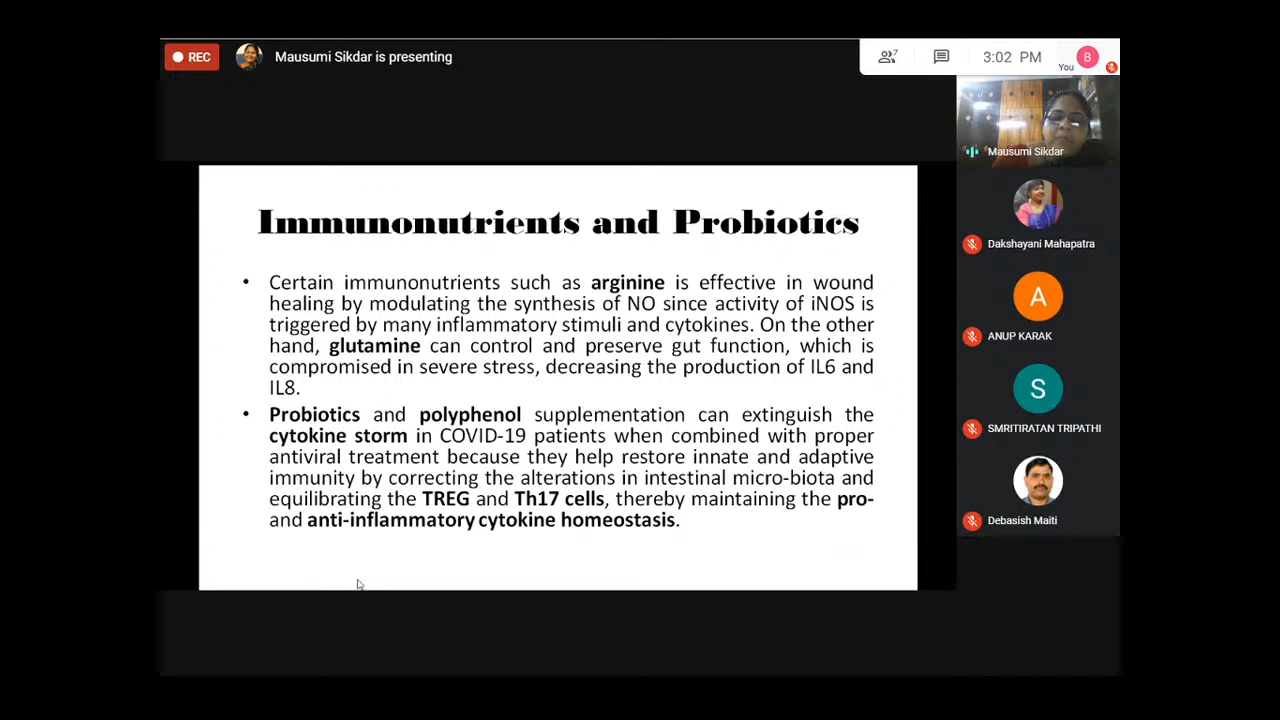 REC
Mausumi Sikdar is presenting
7
3:02 PM
You
B
Mausumi Sikdar
Dakshayani Mahapatra
A
ANUP KARAK
S
SMRITIRATAN TRIPATHI
Debasish Maiti
Immunonutrients and Probiotics
• Certain immunonutrients such as arginine is effective in wound
healing by modulating the synthesis of NO since activity of iNOS is
triggered by many inflammatory stimuli and cytokines. On the other
hand, glutamine can control and preserve gut function, which is
compromised in severe stress, decreasing the production of IL6 and
IL8.
• Probiotics and polyphenol supplementation can extinguish the
cytokine storm in COVID-19 patients when combined with proper
antiviral treatment because they help restore innate and adaptive
immunity by correcting the alterations in intestinal micro-biota and
equilibrating the TREG and Th17 cells, thereby maintaining the pro-
and anti-inflammatory cytokine homeostasis.